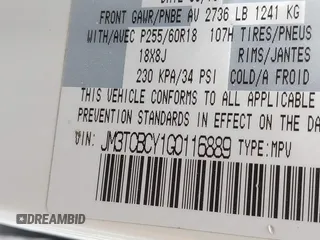 FRONT GAWR/PNBE AV 2736 LB 1241 KG
WITH/AVEC P255/60R18 107H TIRES/PNEUS
18X8J RIMS/JANTES
230 KPA/34 PSI COLD/A FROID
THIS VEHICLE CONFORMS TO ALL APPLICABLE
PREVENTION STANDARDS IN EFFECT ON THE DA
VIN: JM3TCBCY1G0116889 TYPE:MPV
DREAMBID